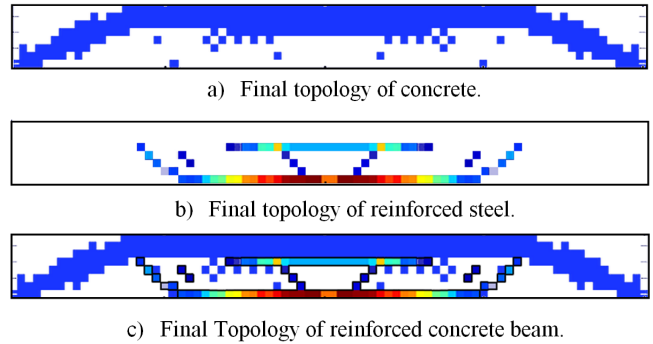 a) Final topology of concrete.
b) Final topology of reinforced steel.
c) Final Topology of reinforced concrete beam.